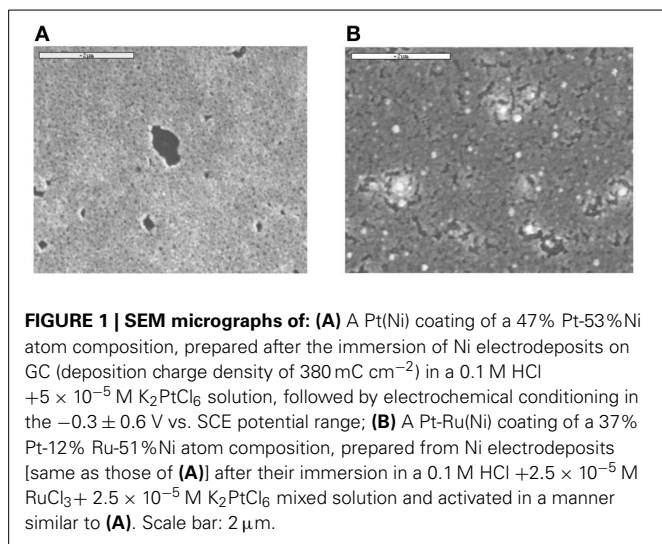 A
B
2µm
2µm
FIGURE 1 | SEM micrographs of: (A) A Pt(Ni) coating of a 47% Pt-53%Ni
atom composition, prepared after the immersion of Ni electrodeposits on
GC (deposition charge density of 380 mC cm−2) in a 0.1 M HCl
+5 × 10−5 M K2PtCl6 solution, followed by electrochemical conditioning in
the −0.3 ± 0.6 V vs. SCE potential range; (B) A Pt-Ru(Ni) coating of a 37%
Pt-12% Ru-51%Ni atom composition, prepared from Ni electrodeposits
[same as those of (A)] after their immersion in a 0.1 M HCl +2.5 × 10−5 M
RuCl3+ 2.5 × 10−5 M K2PtCl6 mixed solution and activated in a manner
similar to (A). Scale bar: 2 µm.